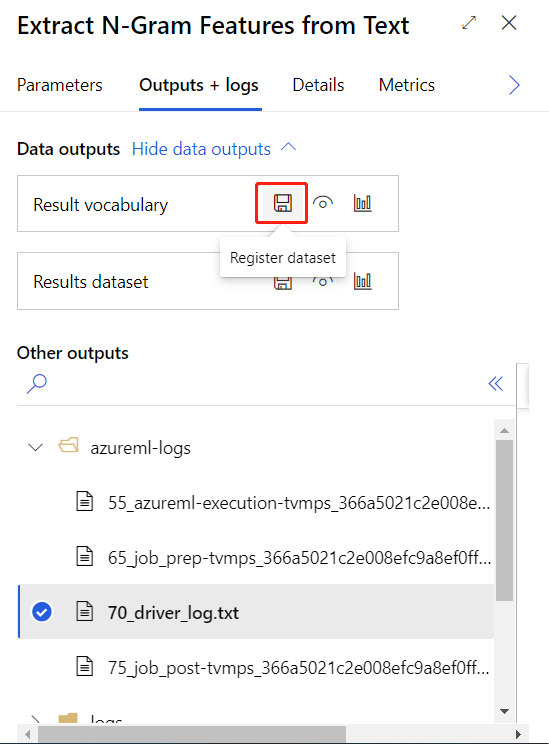 Extract N-Gram Features from Text
Parameters Outputs + logs Details Metrics
Data outputs Hide data outputs
Result vocabulary
Register dataset
Results dataset
Other outputs
azureml-logs
55_azureml-execution-tvmps_366a5021c2e008e...
65_job_prep-tvmps_366a5021c2e008efc9a8ef0ff...
70_driver_log.txt
75_job_post-tvmps_366a5021c2e008efc9a8ef0ff...
logs